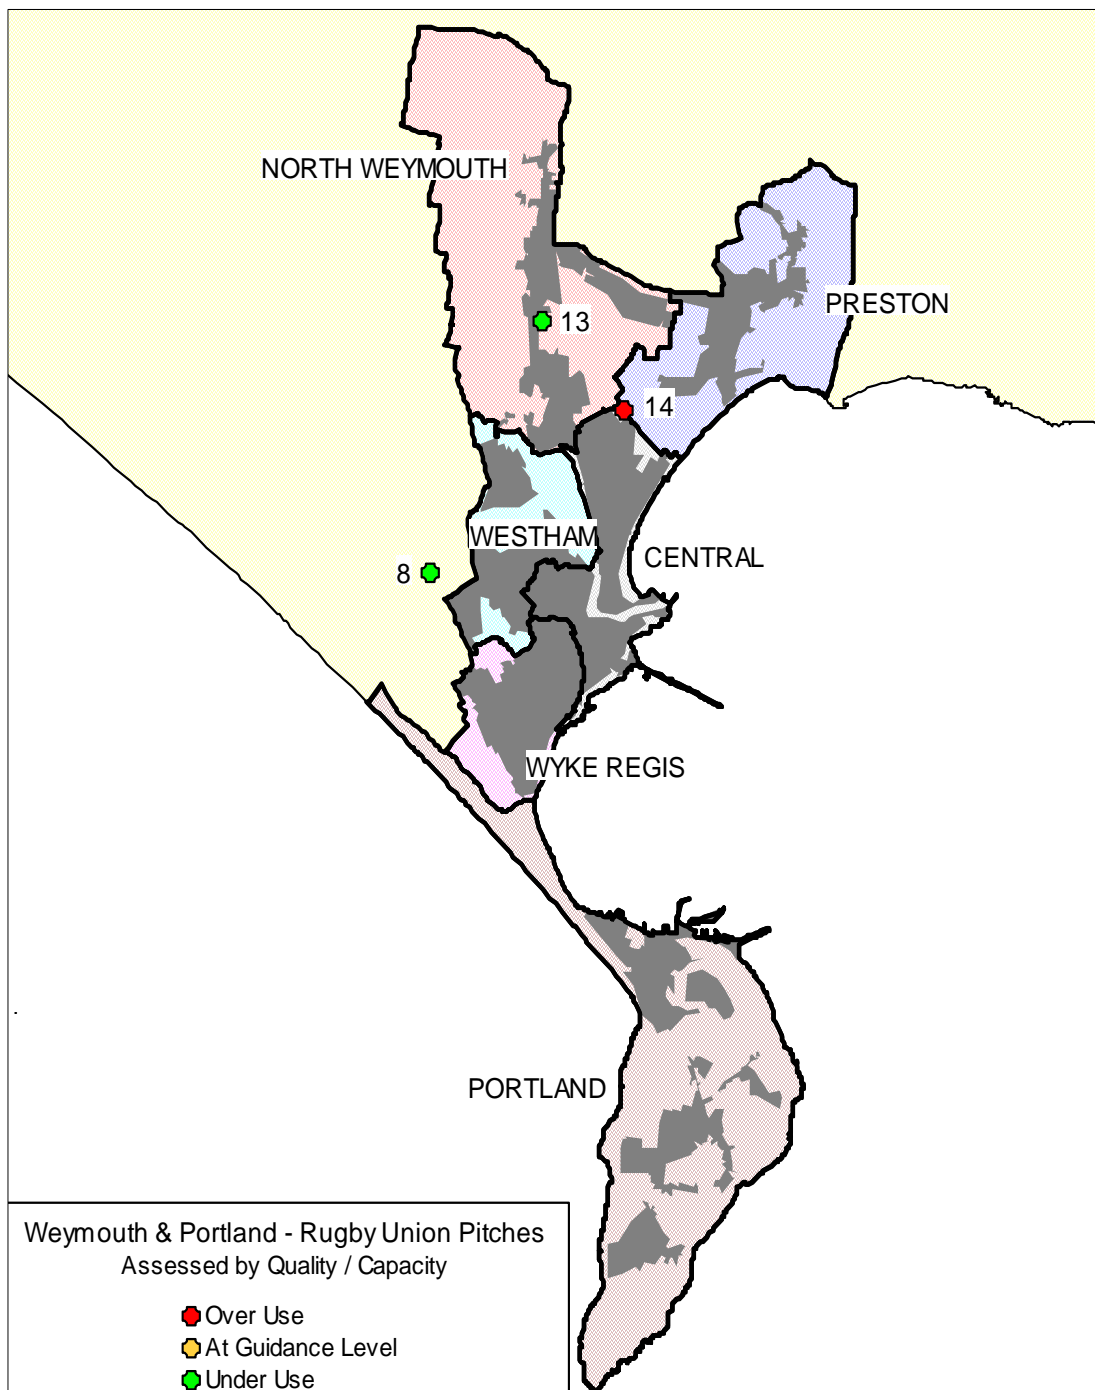 NORTH WEYMOUTH
PRESTON
13
14
WESTHAM
CENTRAL
8
WYKE REGIS
PORTLAND
Weymouth & Portland - Rugby Union Pitches
Assessed by Quality / Capacity
Over Use
At Guidance Level
Under Use